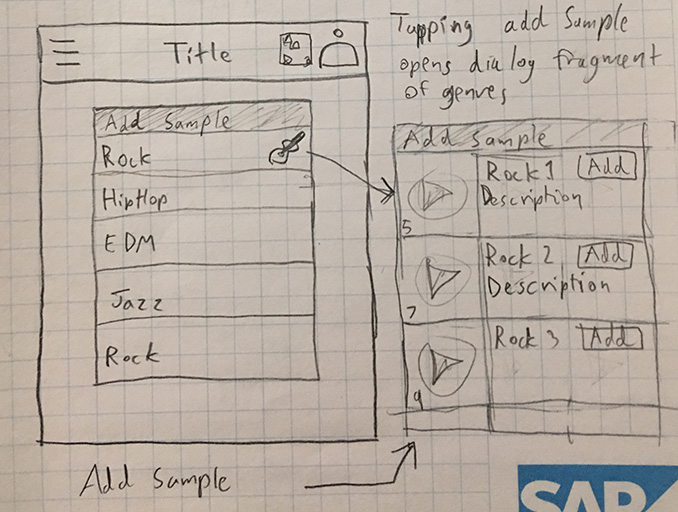 Title
Tapping add Sample
opens dialog fragment
of genres
Add Sample
Rock
HipHop
EDM
Jazz
Rock
Add Sample
5
Rock 1 Add
Description
7
Rock 2 Add
Description
9
Rock 3 Add
Add Sample
SAP